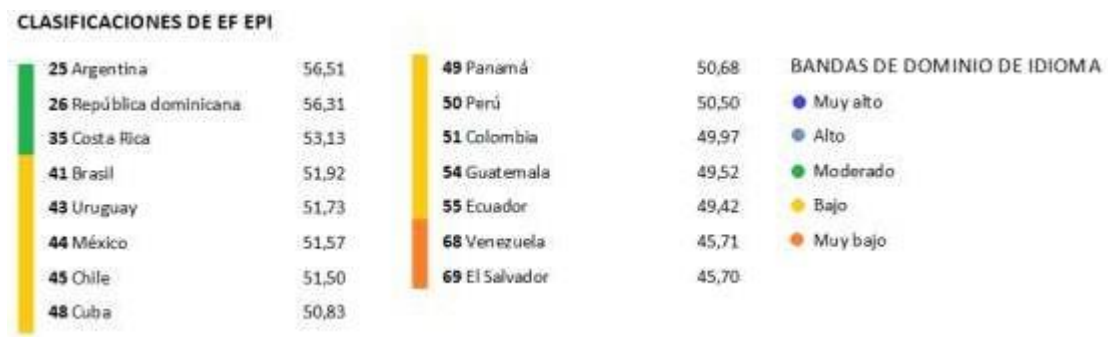 CLASIFICACIONES DE EF EPI
25 Argentina 56,51
26 República dominicana 56,31
35 Costa Rica 53,13
41 Brasil 51,92
43 Uruguay 51,73
44 México 51,57
45 Chile 51,50
48 Cuba 50,83
49 Panamá 50,68
50 Perú 50,50
51 Colombia 49,97
54 Guatemala 49,52
55 Ecuador 49,42
68 Venezuela 45,71
69 El Salvador 45,70
BANDAS DE DOMINIO DE IDIOMA
Muy alto
Alto
Moderado
Bajo
Muy bajo